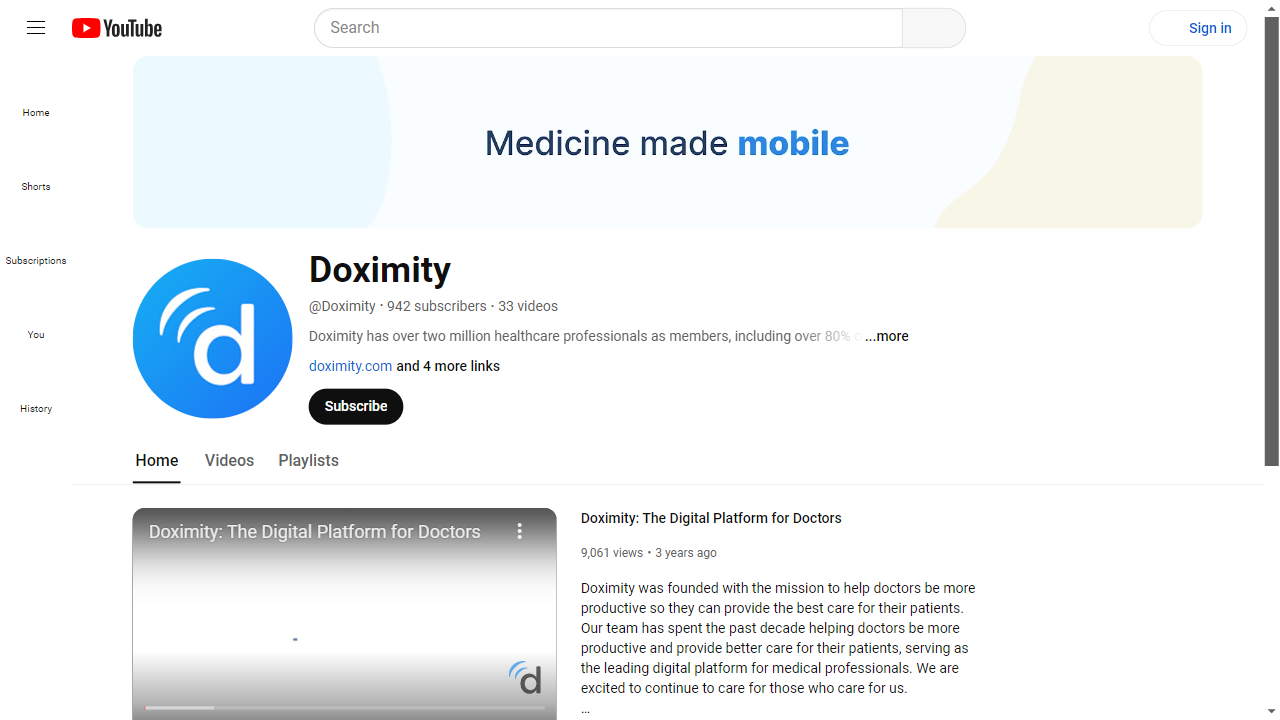 YouTube
Search
Sign in
Home
Shorts
Subscriptions
You
History
Medicine made mobile
Doximity
@Doximity • 942 subscribers • 33 videos
Doximity has over two million healthcare professionals as members, including over 80% ...more
doximity.com and 4 more links
Subscribe
Home Videos Playlists
Doximity: The Digital Platform for Doctors
d
Doximity: The Digital Platform for Doctors
9,061 views • 3 years ago
Doximity was founded with the mission to help doctors be more
productive so they can provide the best care for their patients.
Our team has spent the past decade helping doctors be more
productive and provide better care for their patients, serving as
the leading digital platform for medical professionals. We are
excited to continue to care for those who care for us.
...